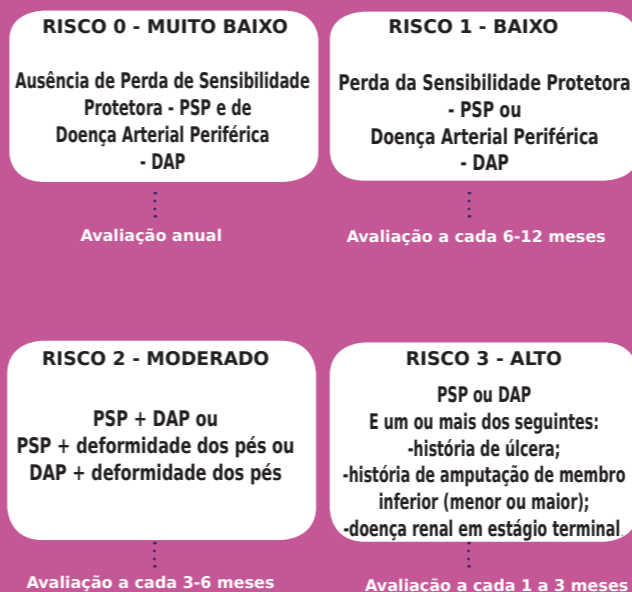 RISCO 0 - MUITO BAIXO
Ausência de Perda de Sensibilidade
Protetora - PSP e de
Doença Arterial Periférica
- DAP
Avaliação anual
RISCO 1 - BAIXO
Perda da Sensibilidade Protetora
- PSP ou
Doença Arterial Periférica
- DAP
Avaliação a cada 6-12 meses
RISCO 2 - MODERADO
PSP + DAP ou
PSP + deformidade dos pés ou
DAP + deformidade dos pés
Avaliação a cada 3-6 meses
RISCO 3 - ALTO
PSP ou DAP
E um ou mais dos seguintes:
-história de úlcera;
-história de amputação de membro
inferior (menor ou maior);
-doença renal em estágio terminal.
Avaliação a cada 1 a 3 meses